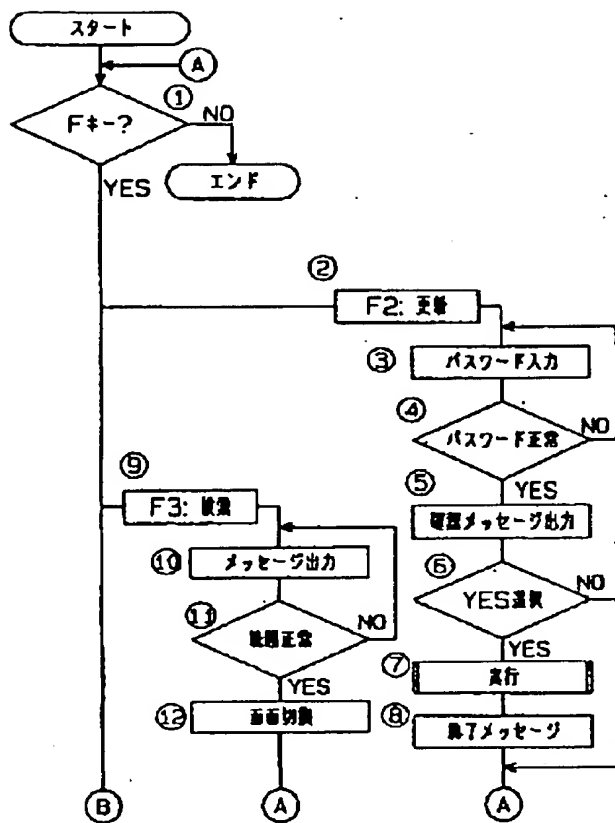 スタート
A
①
Fキー?
NO
エンド
YES
②
F2: 更新
③
パスワード入力
④
パスワード正常
NO
YES
⑤
確認メッセージ出力
⑥
YES選択
NO
YES
⑦
実行
⑧
終了メッセージ
A
⑨
F3: 検索
⑩
メッセージ出力
⑪
NO
YES
⑫
画面切換
A
B